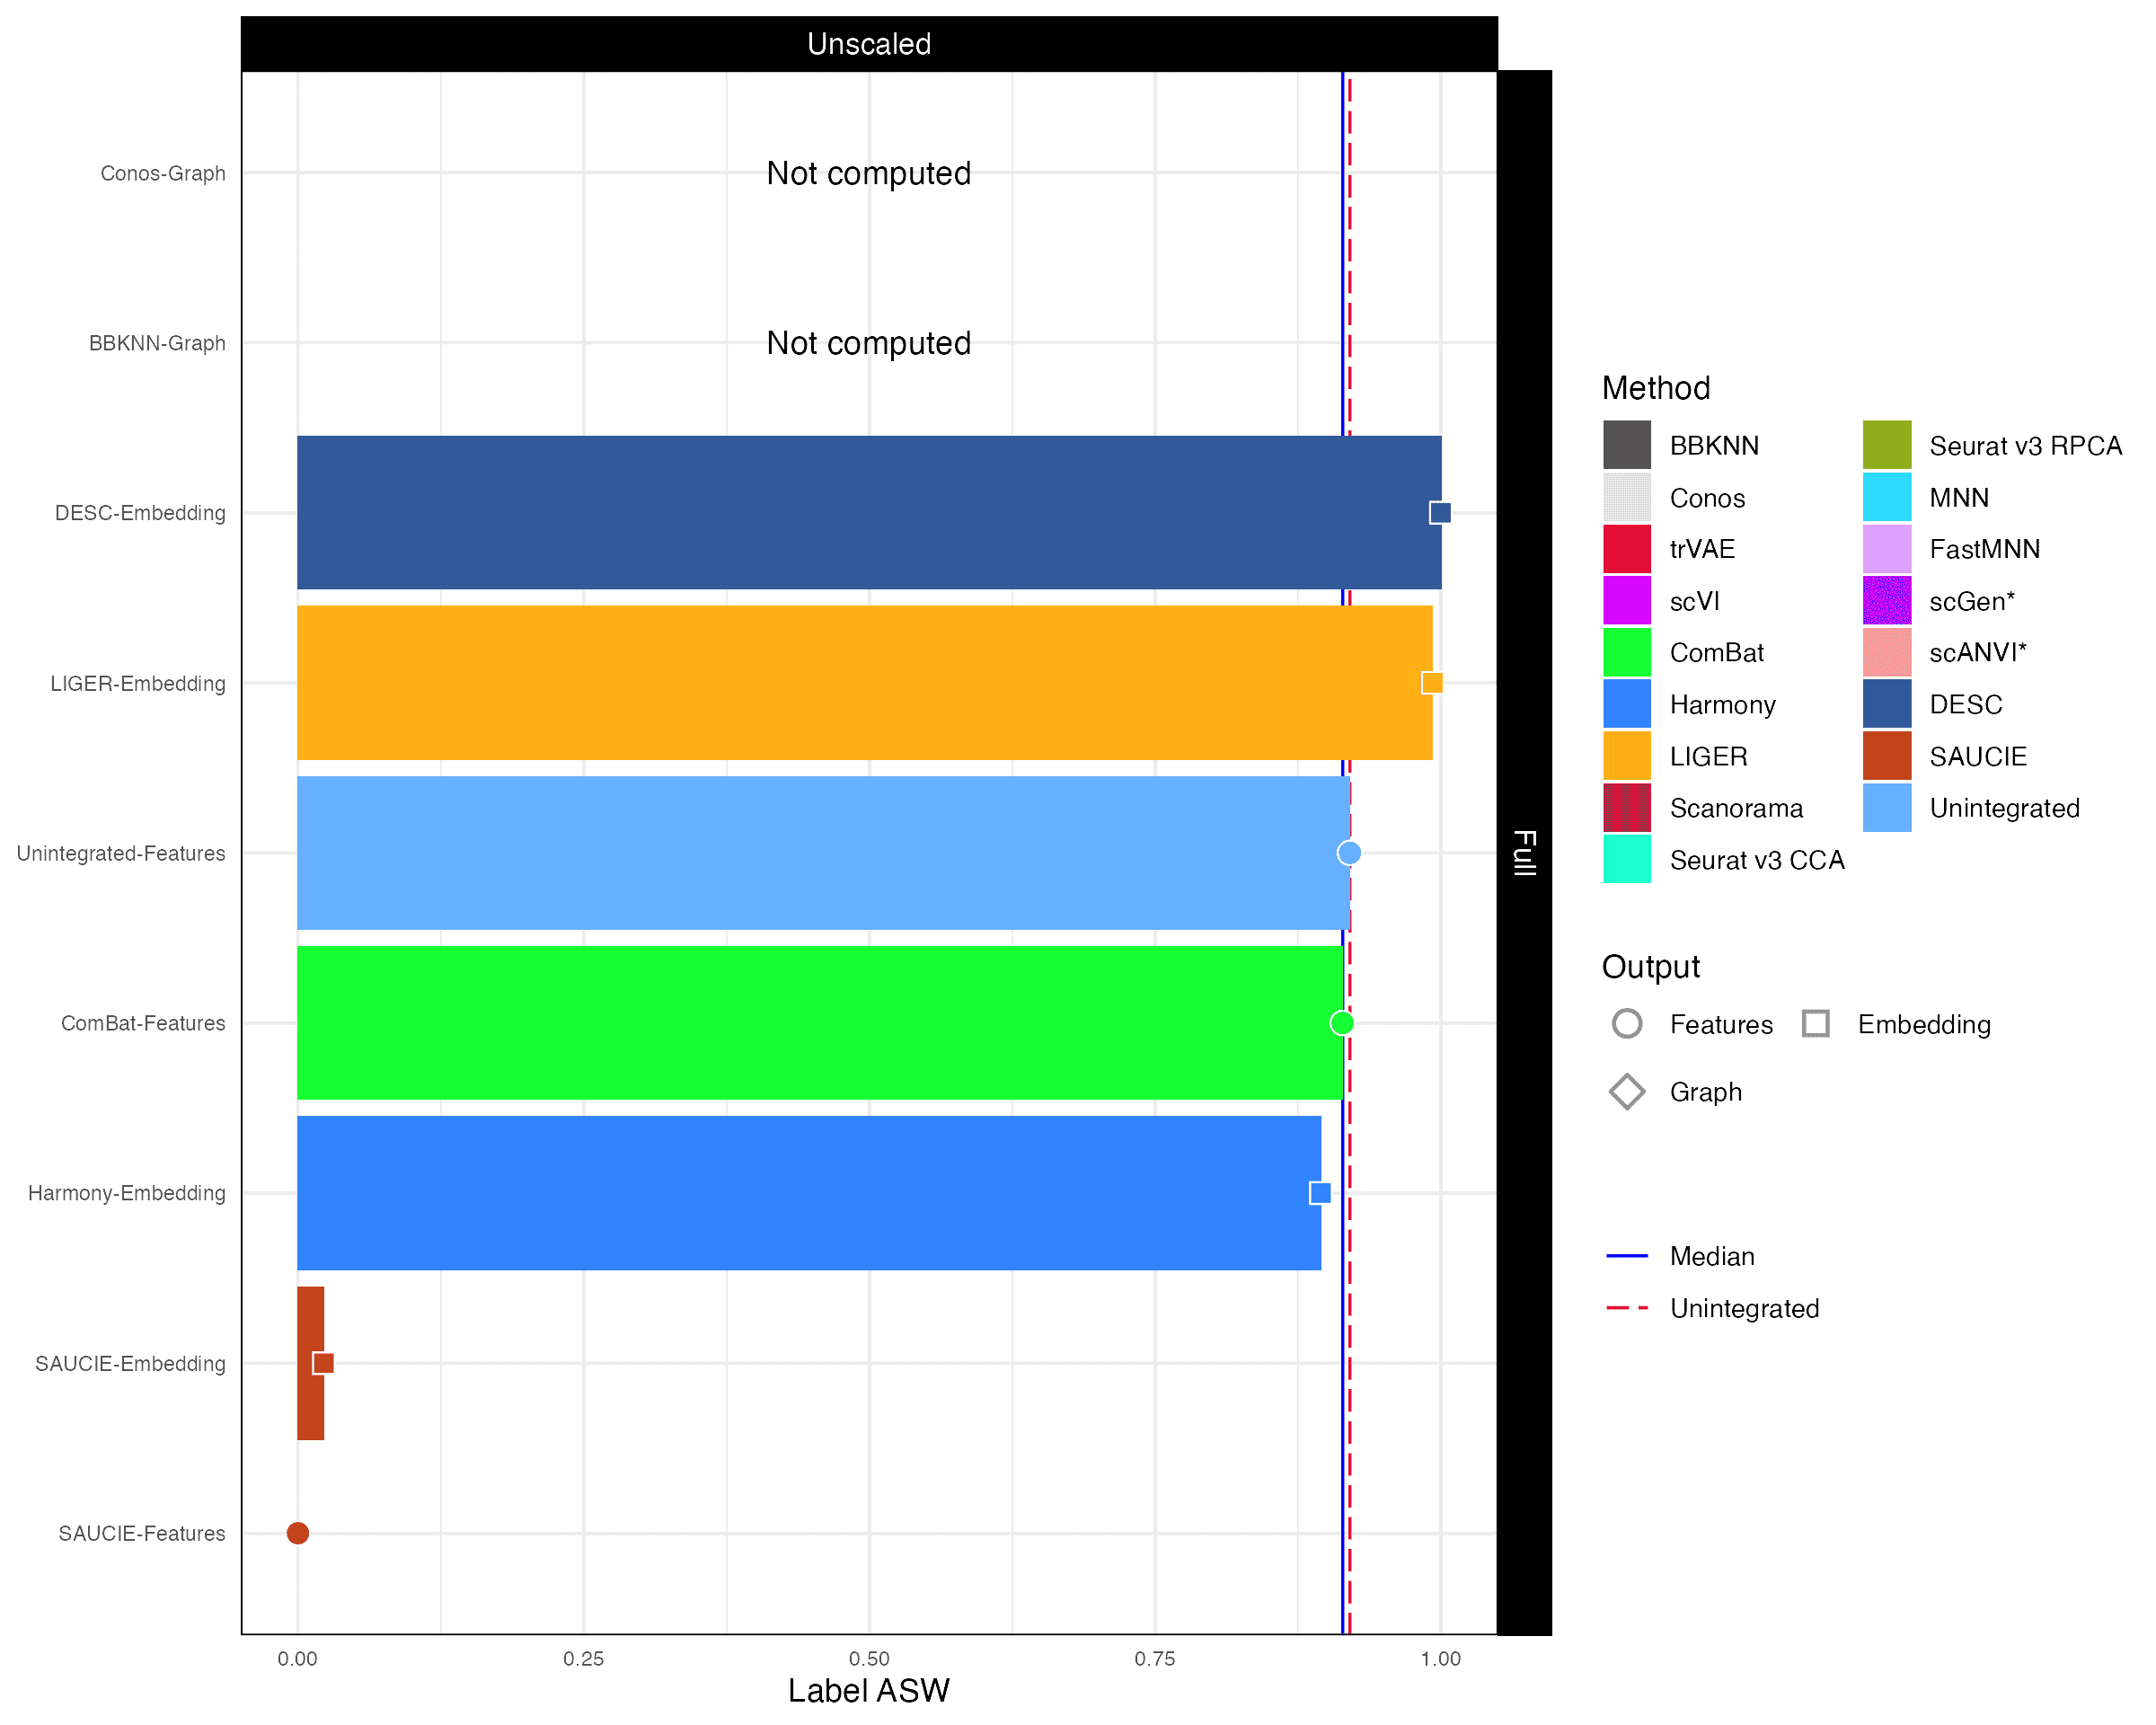 Unscaled
Conos-Graph
Not computed
BBKNN-Graph
Not computed
DESC-Embedding
LIGER-Embedding
Unintegrated-Features
ComBat-Features
Harmony-Embedding
SAUCIE-Embedding
SAUCIE-Features
0.00 0.25 0.50 0.75 1.00
Label ASW
Full
Method
BBKNN
Conos
trVAE
scVI
ComBat
Harmony
LIGER
Scanorama
Seurat v3 CCA
Seurat v3 RPCA
MNN
FastMNN
scGen*
scANVI*
DESC
SAUCIE
Unintegrated
Output
Features Embedding
Graph
Median
Unintegrated